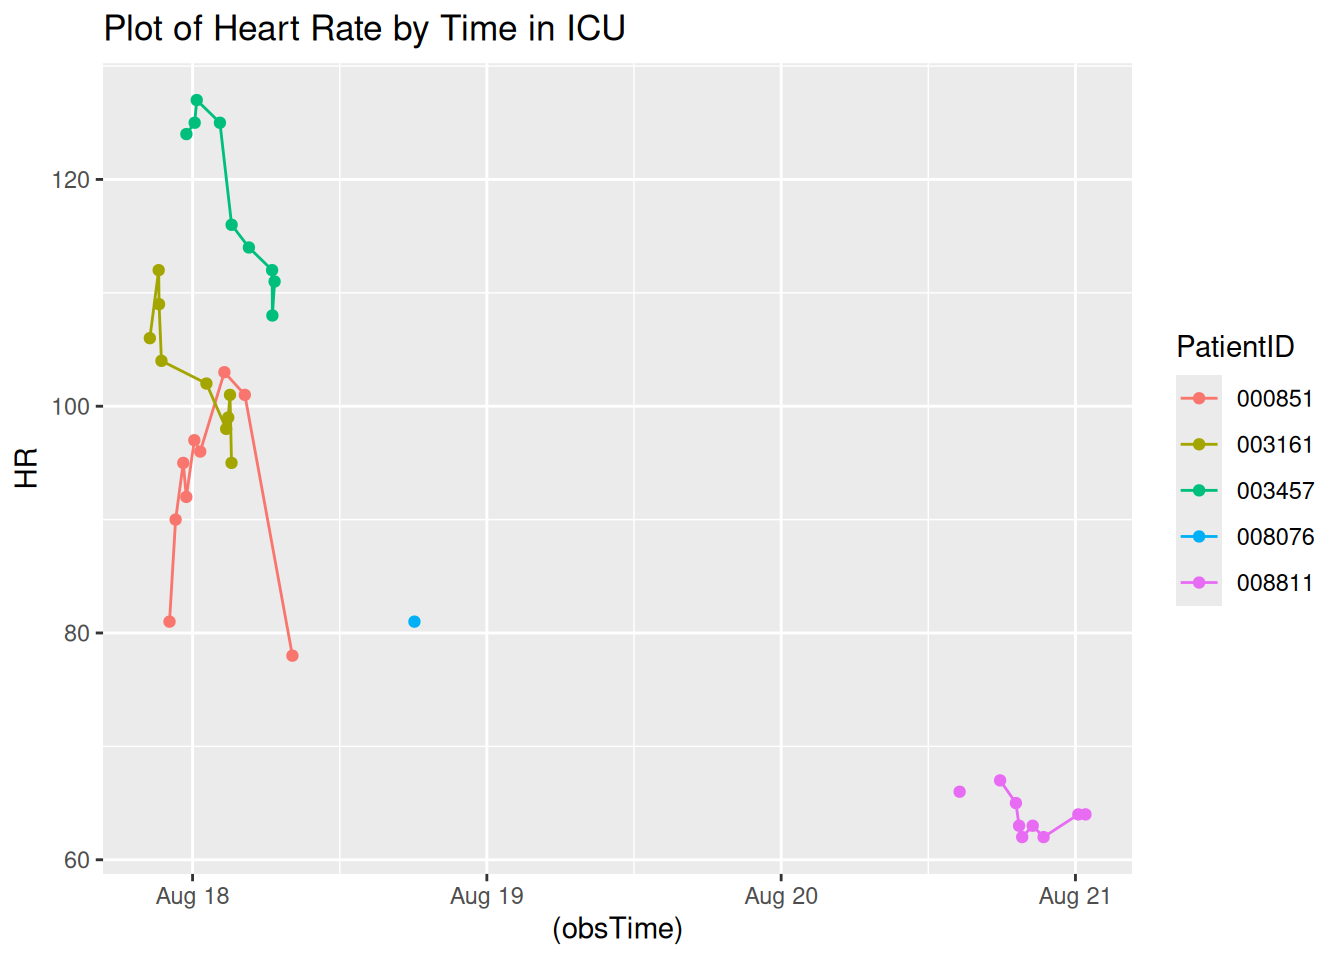 Plot of Heart Rate by Time in ICU
120
100
80
60
HR
Aug 18
Aug 19
Aug 20
Aug 21
(obsTime)
PatientID
000851
003161
003457
008076
008811